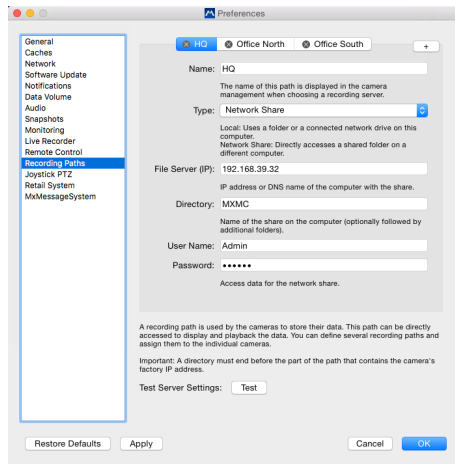 Preferences
General
Caches
Network
Software Update
Notifications
Data Volume
Audio
Snapshots
Monitoring
Live Recorder
Remote Control
Recording Paths
Joystick PTZ
Retail System
MxMessageSystem
HQ
Office North
Office South
+
Name: HQ
The name of this path is displayed in the camera
management when choosing a recording server.
Type: Network Share
Local: Uses a folder or a connected network drive on this
computer.
Network Share: Directly accesses a shared folder on a
different computer.
File Server (IP): 192.168.39.32
IP address or DNS name of the computer with the share.
Directory: MXMC
Name of the share on the computer (optionally followed by
additional folders).
User Name: Admin
Password: ••••••
Access data for the network share.
A recording path is used by the cameras to store their data. This path can be directly
accessed to display and playback the data. You can define several recording paths and
assign them to the individual cameras.
Important: A directory must end before the part of the path that contains the camera's
factory IP address.
Test Server Settings: Test
Restore Defaults
Apply
Cancel
OK